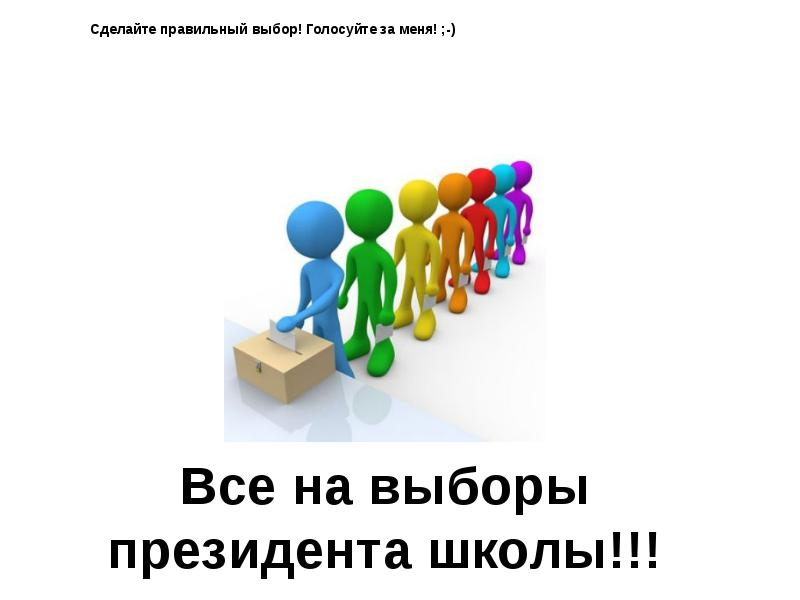 Сделайте правильный выбор! Голосуйте за меня! ;-)
Все на выборы
президента школы!!!